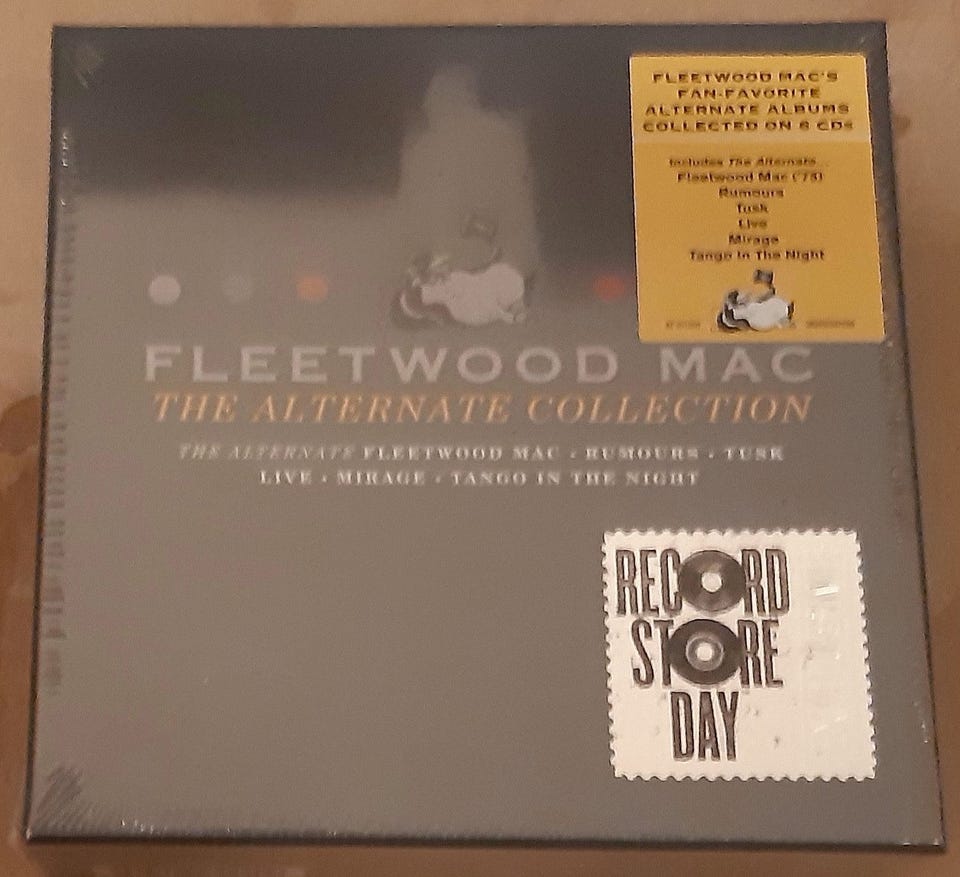 FLEETWOOD MAC'S
FAN-FAVORITE
ALTERNATE ALBUMS
COLLECTED ON 6 CDs
Includes The Alternate...
Fleetwood Mac ('75)
Rumours
Tusk
Live
Mirage
Tango In The Night
FLEETWOOD MAC
THE ALTERNATE COLLECTION
THE ALTERNATE FLEETWOOD MAC • RUMOURS • TUSK
LIVE • MIRAGE • TANGO IN THE NIGHT
RECORD
STORE
DAY